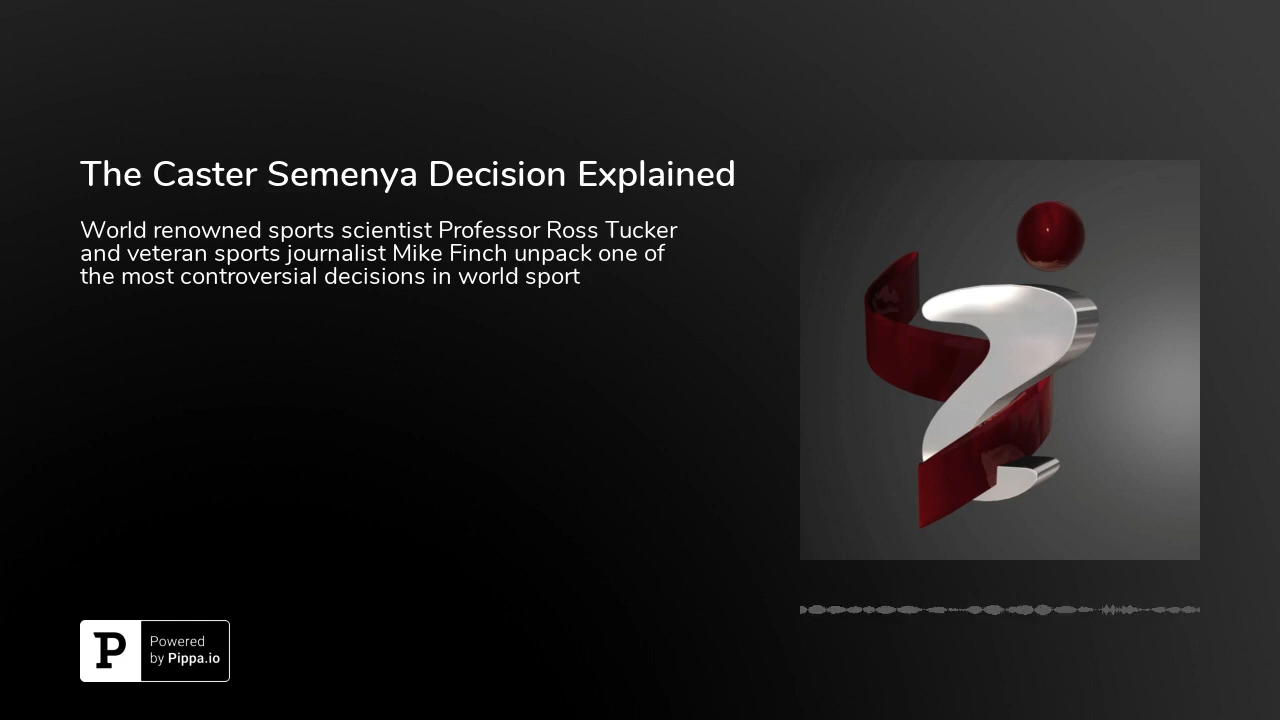 The Caster Semenya Decision Explained
World renowned sports scientist Professor Ross Tucker
and veteran sports journalist Mike Finch unpack one of
the most controversial decisions in world sport
P
Powered
by Pippa.io